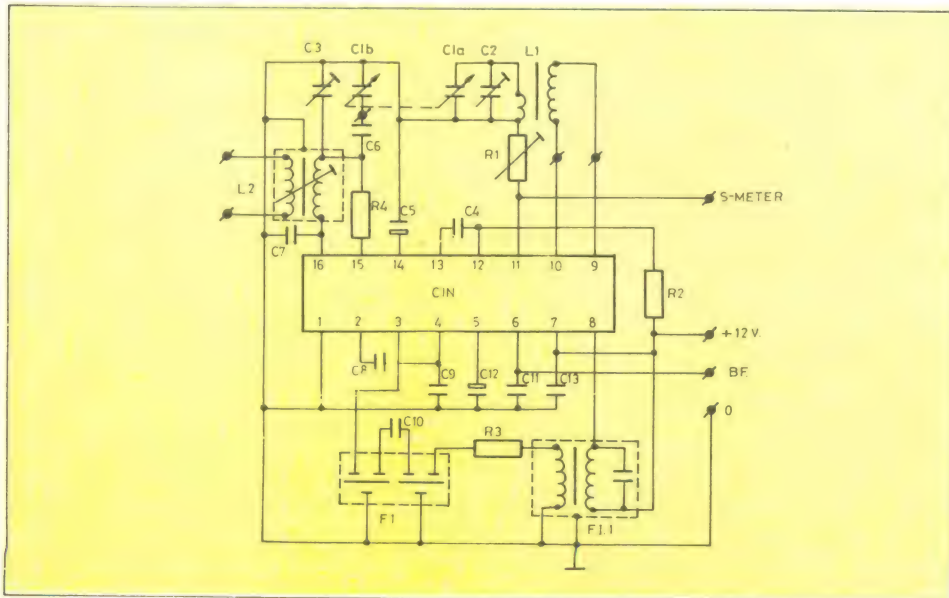 C3 C1b C1a C2 L1
C6
R1
L2
R4
C5
C4
S-METER
C7
16 15 14 13 12 11 10 9
R2
CIN
1 2 3 4 5 6 7 8
+12V.
C8
C9
C12
C11
C13
BF.
0
C10
R3
F1
FI.1